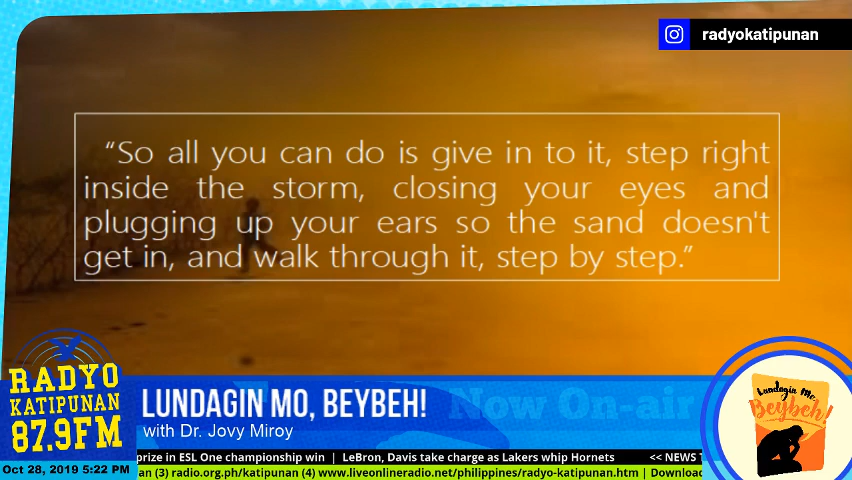 radyokatipunan
“So all you can do is give in to it, step right
inside the storm, closing your eyes and
plugging up your ears so the sand doesn't
get in, and walk through it, step by step.”
RADYO
KATIPUNAN
87.9FM
LUNDAGIN MO, BEYBEH!
Now On-air
with Dr. Jovy Miroy
Lundagin Mo,
Beybeh!
prize in ESL One championship win | LeBron, Davis take charge as Lakers whip Hornets << NEWS
Oct 28, 2019 5:22 PM
(3) radio.org.ph/katipunan (4) www.liveonlineradio.net/philippines/radyo-katipunan.htm | Download